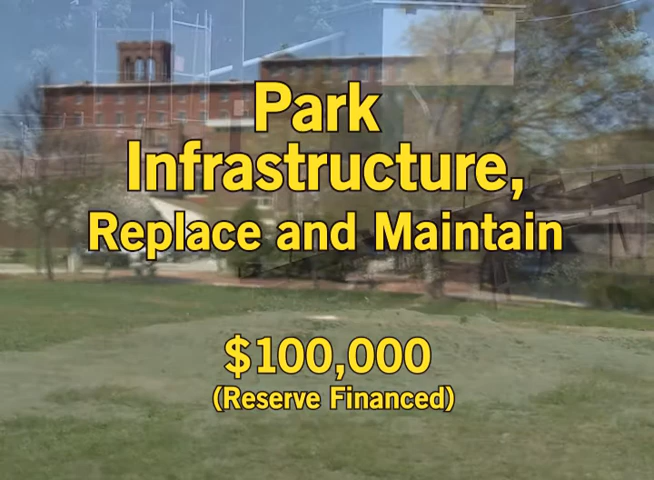 Park
Infrastructure,
Replace and Maintain
$100,000
(Reserve Financed)